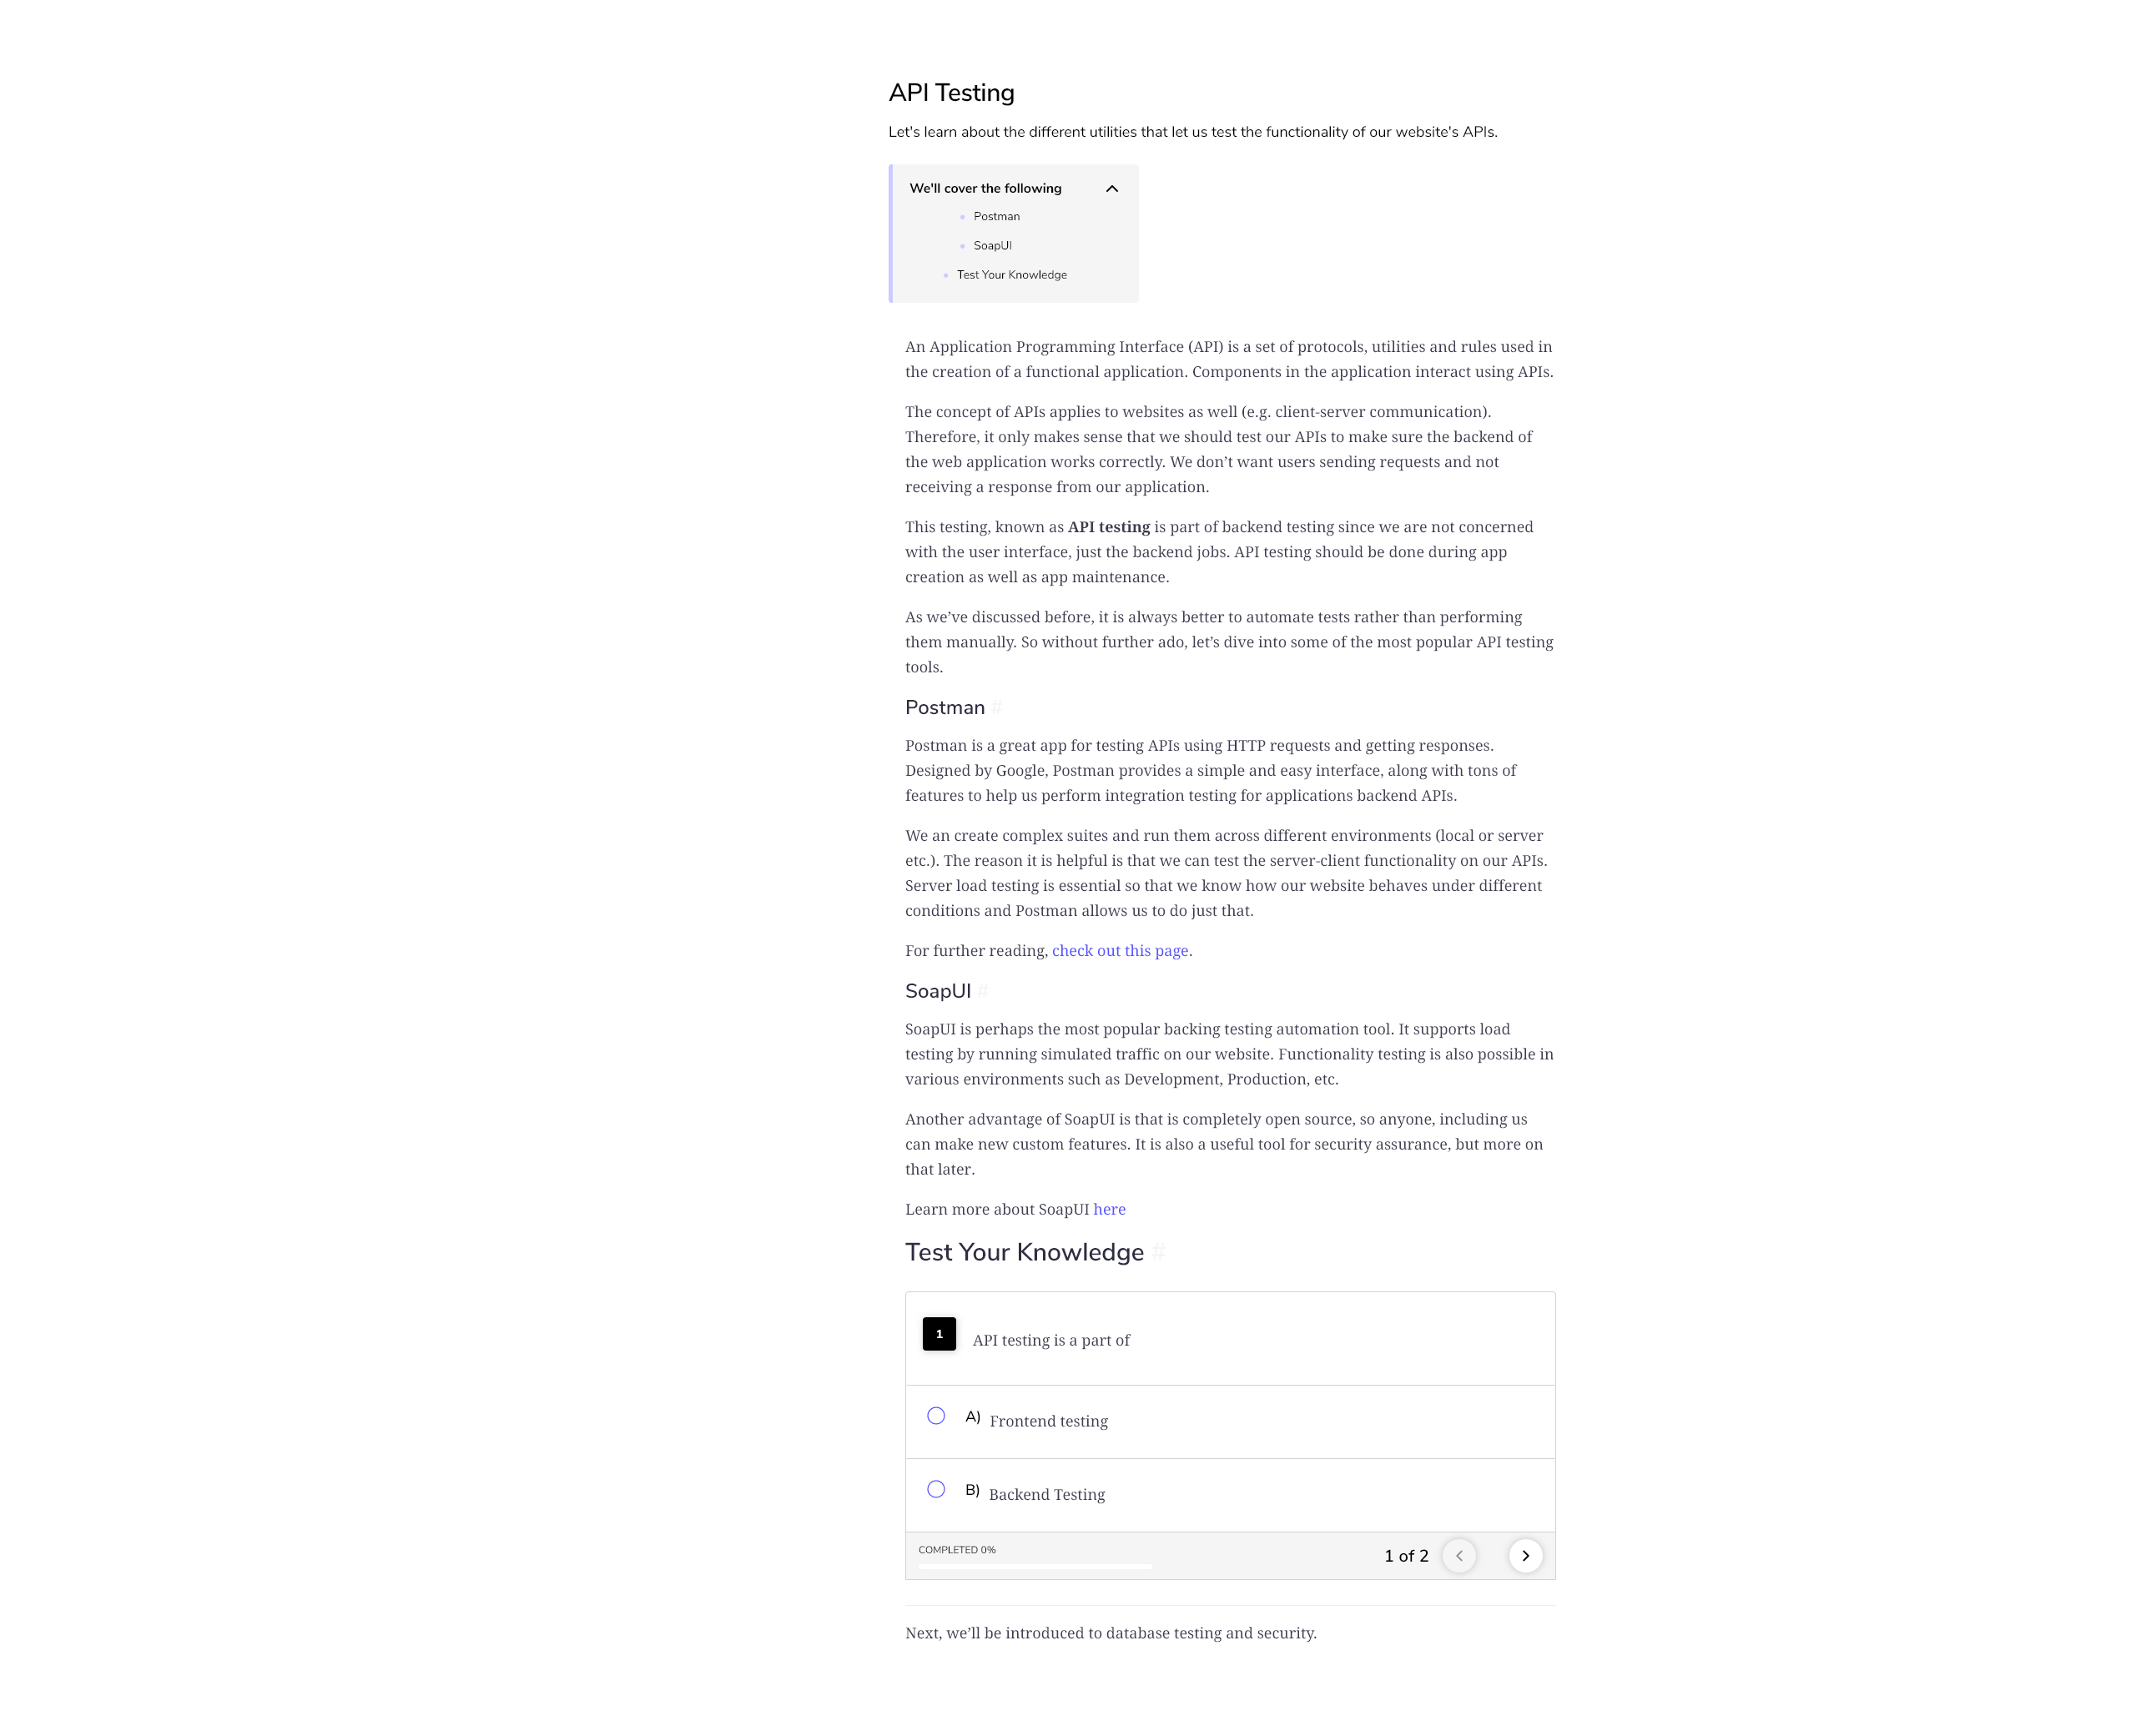 API Testing
Let's learn about the different utilities that let us test the functionality of our website's APIs.
We'll cover the following
Postman
SoapUI
Test Your Knowledge
An Application Programming Interface (API) is a set of protocols, utilities and rules used in
the creation of a functional application. Components in the application interact using APIs.
The concept of APIs applies to websites as well (e.g. client-server communication).
Therefore, it only makes sense that we should test our APIs to make sure the backend of
the web application works correctly. We don’t want users sending requests and not
receiving a response from our application.
This testing, known as API testing is part of backend testing since we are not concerned
with the user interface, just the backend jobs. API testing should be done during app
creation as well as app maintenance.
As we’ve discussed before, it is always better to automate tests rather than performing
them manually. So without further ado, let’s dive into some of the most popular API testing
tools.
Postman #
Postman is a great app for testing APIs using HTTP requests and getting responses.
Designed by Google, Postman provides a simple and easy interface, along with tons of
features to help us perform integration testing for applications backend APIs.
We an create complex suites and run them across different environments (local or server
etc.). The reason it is helpful is that we can test the server-client functionality on our APIs.
Server load testing is essential so that we know how our website behaves under different
conditions and Postman allows us to do just that.
For further reading, check out this page.
SoapUI #
SoapUI is perhaps the most popular backing testing automation tool. It supports load
testing by running simulated traffic on our website. Functionality testing is also possible in
various environments such as Development, Production, etc.
Another advantage of SoapUI is that is completely open source, so anyone, including us
can make new custom features. It is also a useful tool for security assurance, but more on
that later.
Learn more about SoapUI here
Test Your Knowledge #
1 API testing is a part of
A) Frontend testing
B) Backend Testing
COMPLETED 0%
1 of 2
Next, we’ll be introduced to database testing and security.